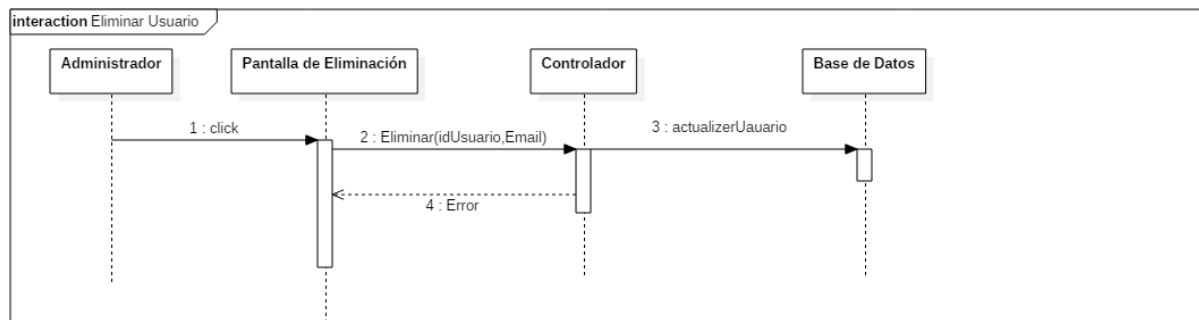 interaction Eliminar Usuario
Administrador
Pantalla de Eliminación
Controlador
Base de Datos
1 : click
2 : Eliminar(idUsuario,Email)
3 : actualizerUauario
4 : Error